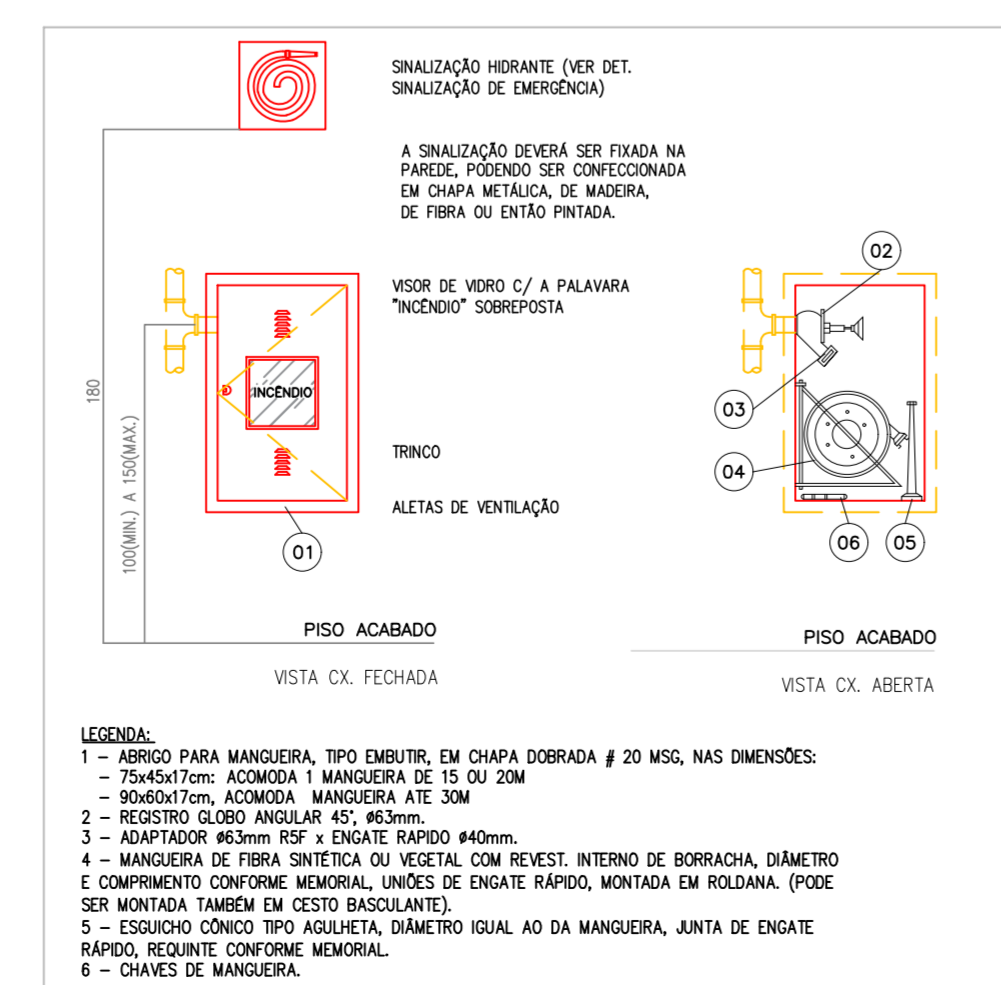 SINALIZAÇÃO HIDRANTE (VER DET.
SINALIZAÇÃO DE EMERGÊNCIA)
A SINALIZAÇÃO DEVERÁ SER FIXADA NA
PAREDE, PODENDO SER CONFECCIONADA
EM CHAPA METÁLICA, DE MADEIRA,
DE FIBRA OU ENTÃO PINTADA.
VISOR DE VIDRO C/ A PALAVARA
"INCÊNDIO" SOBREPOSTA
INCÊNDIO
TRINCO
ALETAS DE VENTILAÇÃO
180
100(MIN.) A 150(MAX.)
01
PISO ACABADO
VISTA CX. FECHADA
02
03
04
06
05
PISO ACABADO
VISTA CX. ABERTA
LEGENDA:
1 – ABRIGO PARA MANGUEIRA, TIPO EMBUTIR, EM CHAPA DOBRADA # 20 MSG, NAS DIMENSÕES:
– 75x45x17cm: ACOMODA 1 MANGUEIRA DE 15 OU 20M
– 90x60x17cm, ACOMODA MANGUEIRA ATE 30M
2 – REGISTRO GLOBO ANGULAR 45°, ø63mm.
3 – ADAPTADOR ø63mm R5F x ENGATE RAPIDO ø40mm.
4 – MANGUEIRA DE FIBRA SINTÉTICA OU VEGETAL COM REVEST. INTERNO DE BORRACHA, DIÂMETRO
E COMPRIMENTO CONFORME MEMORIAL, UNIÕES DE ENGATE RÁPIDO, MONTADA EM ROLDANA. (PODE
SER MONTADA TAMBÉM EM CESTO BASCULANTE).
5 – ESGUICHO CÔNICO TIPO AGULHETA, DIÂMETRO IGUAL AO DA MANGUEIRA, JUNTA DE ENGATE
RÁPIDO, REQUINTE CONFORME MEMORIAL.
6 – CHAVES DE MANGUEIRA.